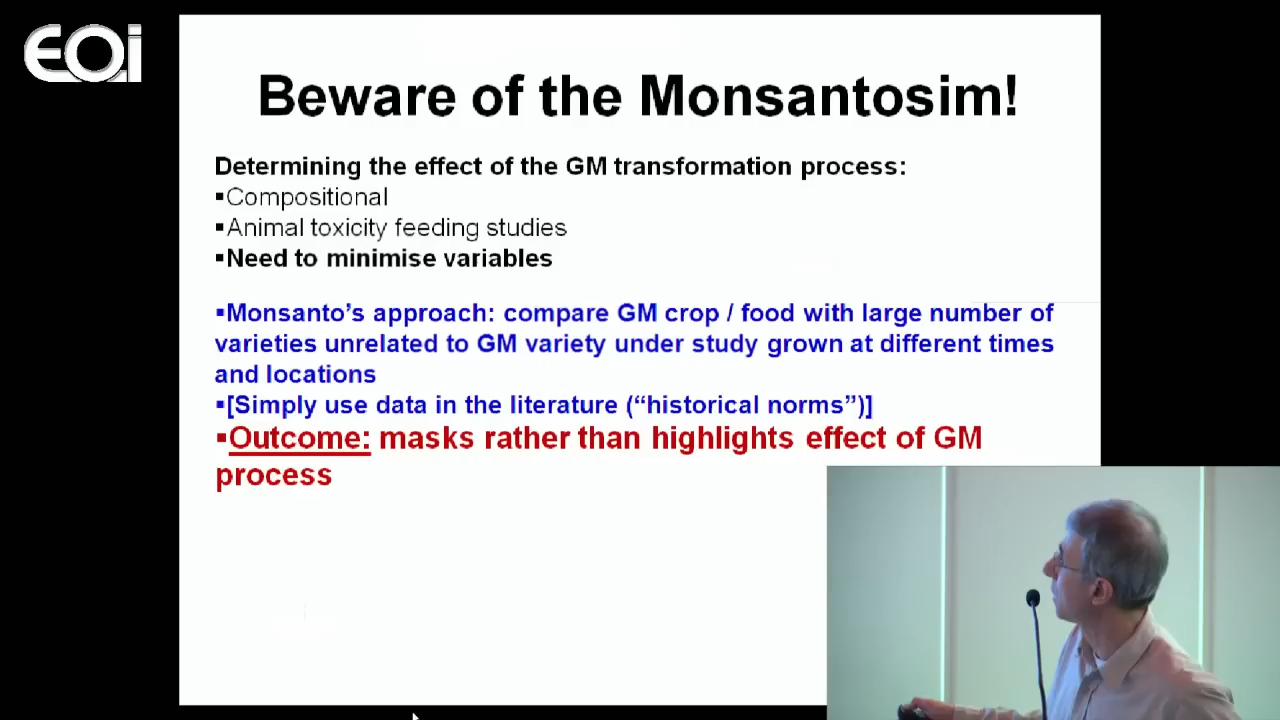 EOi
Beware of the Monsantosim!
Determining the effect of the GM transformation process:
▪Compositional
▪Animal toxicity feeding studies
▪Need to minimise variables
▪Monsanto's approach: compare GM crop / food with large number of
varieties unrelated to GM variety under study grown at different times
and locations
▪[Simply use data in the literature (“historical norms”)]
▪Outcome: masks rather than highlights effect of GM
process